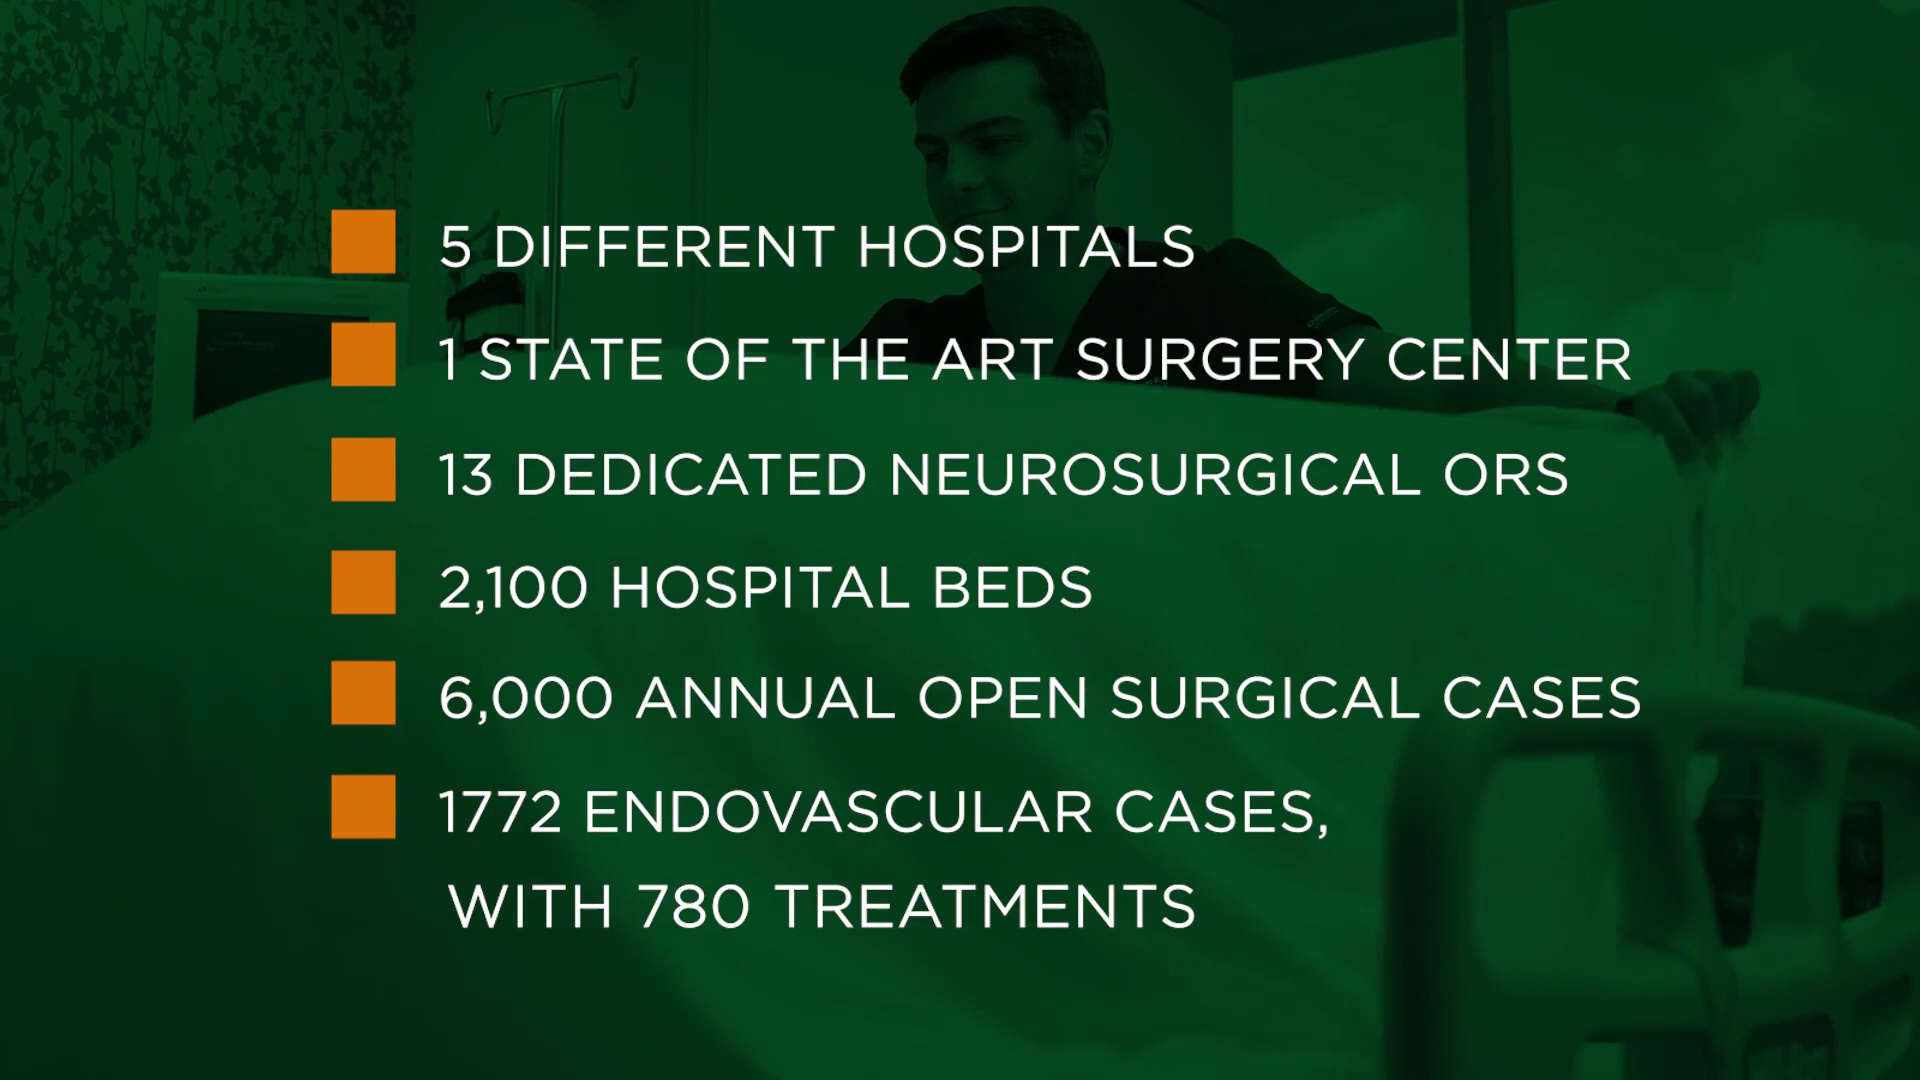 5 DIFFERENT HOSPITALS
1 STATE OF THE ART SURGERY CENTER
13 DEDICATED NEUROSURGICAL ORS
2,100 HOSPITAL BEDS
6,000 ANNUAL OPEN SURGICAL CASES
1772 ENDOVASCULAR CASES,
WITH 780 TREATMENTS